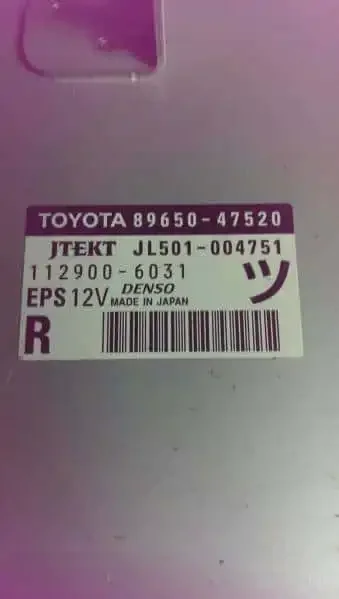 TOYOTA 89650-47520
JTEKT JL501-004751
112900-6031 ツ
EPS 12V DENSO
MADE IN JAPAN
R